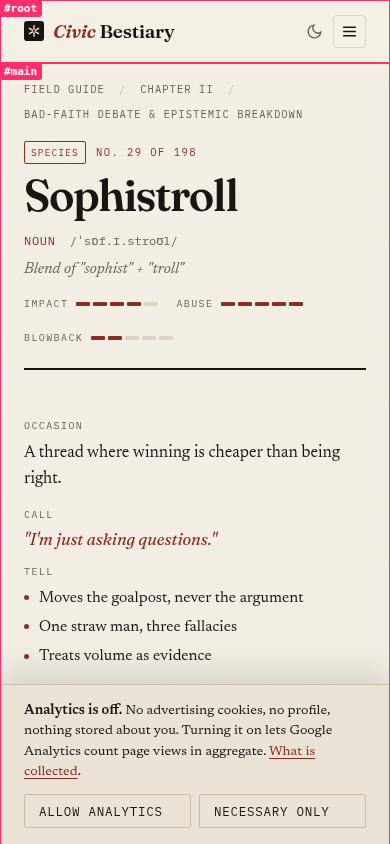 #root
Civic Bestiary
#main
FIELD GUIDE / CHAPTER II /
BAD-FAITH DEBATE & EPISTEMIC BREAKDOWN
SPECIES NO. 29 OF 198
Sophistroll
NOUN /ˈsɒf.ɪ.stroʊl/
Blend of "sophist" + "troll"
IMPACT ABUSE
BLOWBACK
OCCASION
A thread where winning is cheaper than being
right.
CALL
"I'm just asking questions."
TELL
Moves the goalpost, never the argument
One straw man, three fallacies
Treats volume as evidence
Analytics is off. No advertising cookies, no profile,
nothing stored about you. Turning it on lets Google
Analytics count page views in aggregate. What is
collected.
ALLOW ANALYTICS NECESSARY ONLY